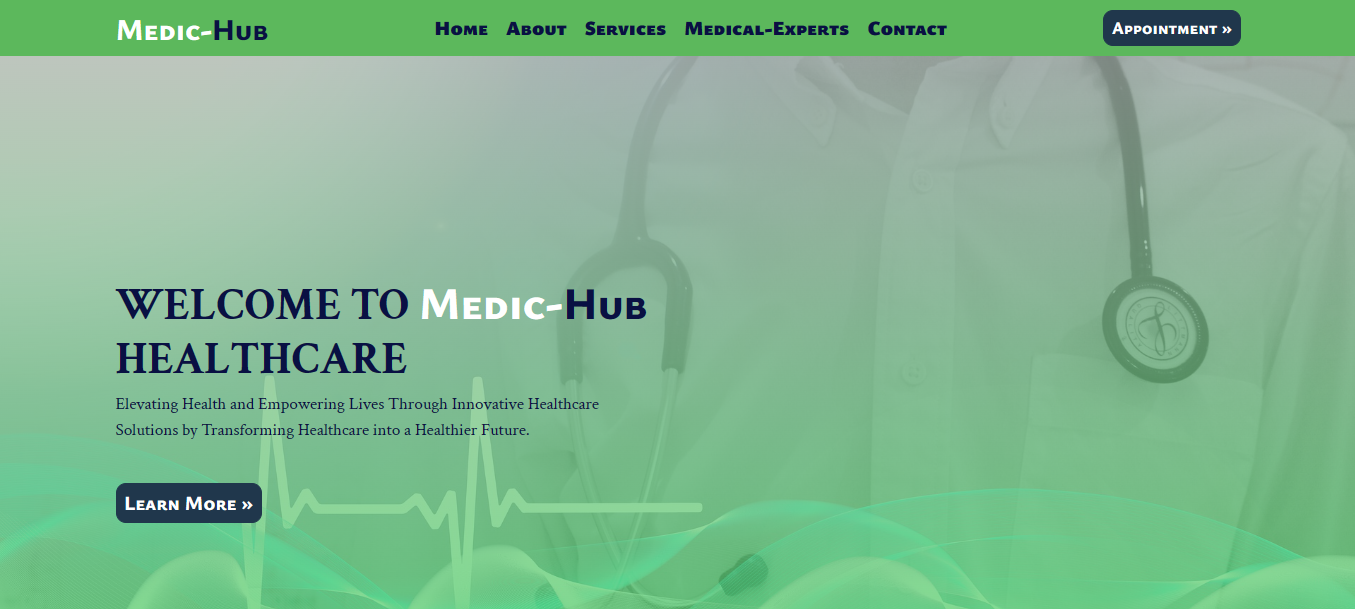 Medic-Hub
Home About Services Medical-Experts Contact
Appointment »
WELCOME TO Medic-Hub
HEALTHCARE
Elevating Health and Empowering Lives Through Innovative Healthcare
Solutions by Transforming Healthcare into a Healthier Future.
Learn More »